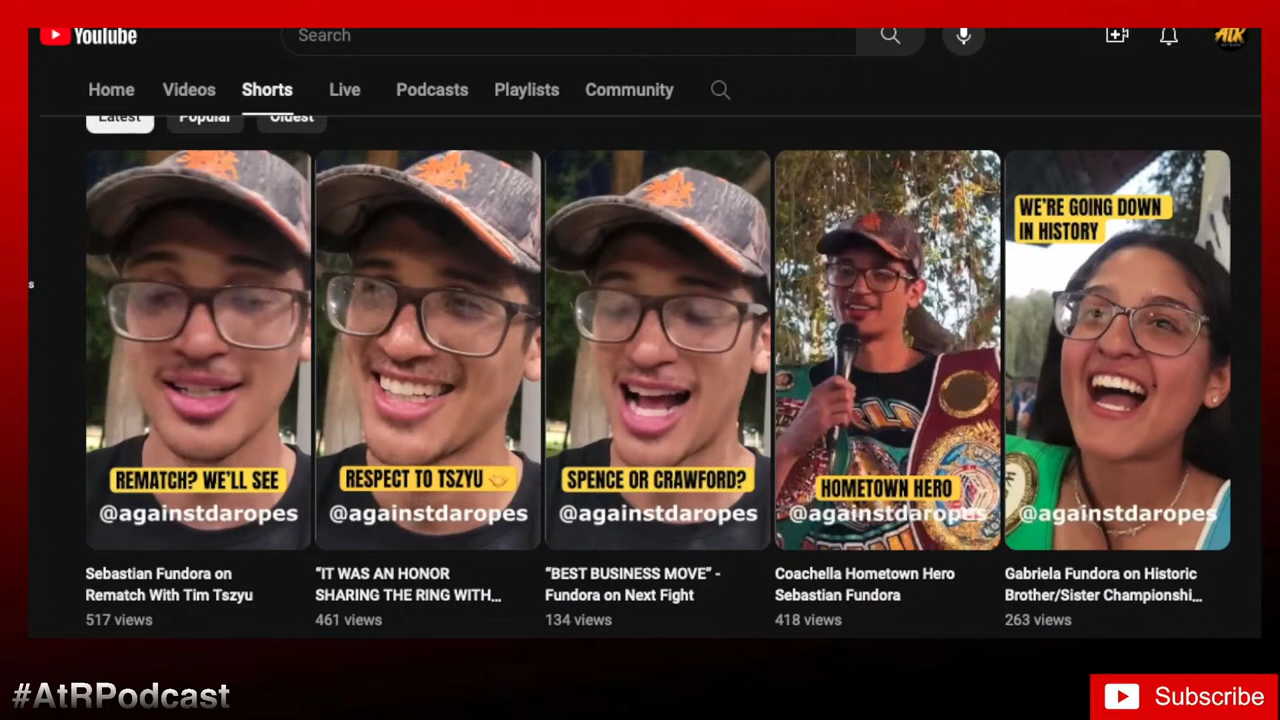 YouTube
Search
Home Videos Shorts Live Podcasts Playlists Community
Latest Popular Oldest
s
WE'RE GOING DOWN
IN HISTORY
REMATCH? WE'LL SEE
@againstdaropes
RESPECT TO TSZYU 🤝
@againstdaropes
SPENCE OR CRAWFORD?
@againstdaropes
HOMETOWN HERO
@againstdaropes
@againstdaropes
Sebastian Fundora on
Rematch With Tim Tszyu
517 views
"IT WAS AN HONOR
SHARING THE RING WITH...
461 views
"BEST BUSINESS MOVE" -
Fundora on Next Fight
134 views
Coachella Hometown Hero
Sebastian Fundora
418 views
Gabriela Fundora on Historic
Brother/Sister Championshi...
263 views
#AtRPodcast
Subscribe